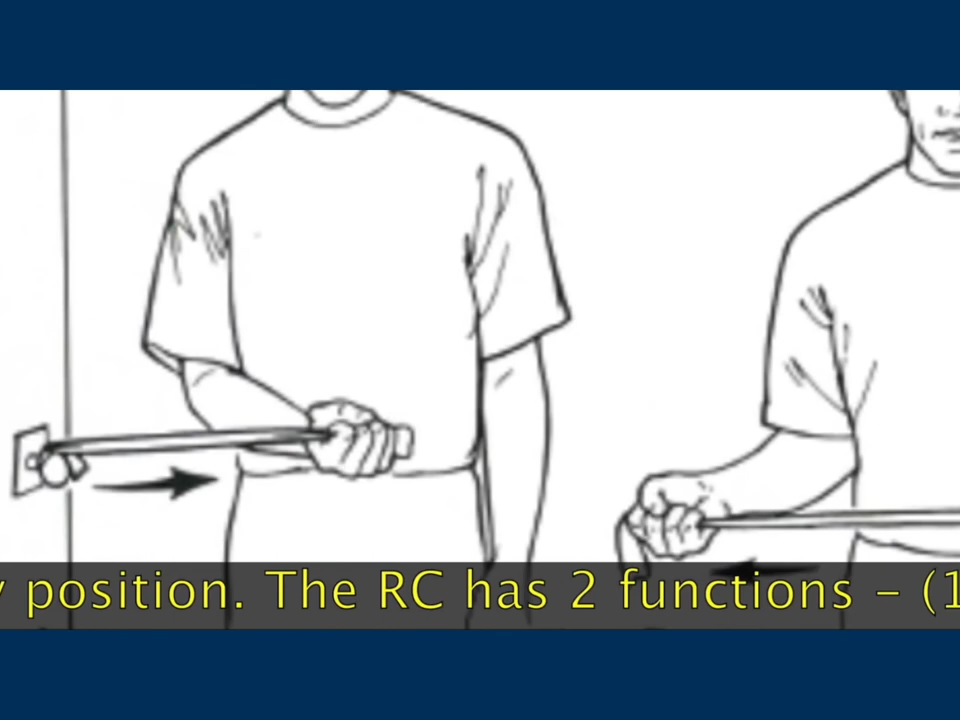 position. The RC has 2 functions – (1